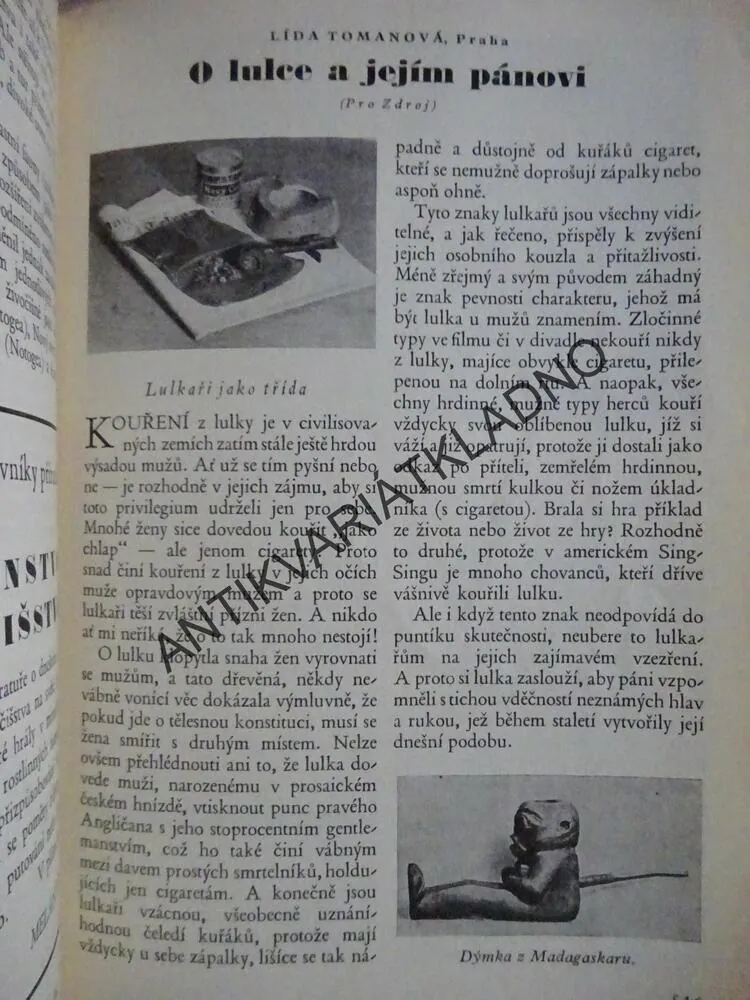 LÍDA TOMANOVÁ, Praha
O lulce a jejím pánovi
(Pro Zdroj)
Lulkaři jako třída
KOUŘENÍ z lulky je v civilisova-
ných zemích zatím stále ještě hrdou
výsadou mužů. Ať už se tím pyšní nebo
ne — je rozhodně v jejich zájmu, aby si
toto privilegium udrželi jen pro sebe.
Mnohé ženy sice dovedou kouřit „jako
chlap“ — ale jenom cigarety. Proto
snad činí kouření z lulky v jejich očích
muže opravdovým mužem a proto se
lulkaři těší zvláštní přízni žen. A nikdo
ať mi neříká, že o to tak mnoho nestojí!
O lulku klopýtla snaha žen vyrovnati
se mužům, a tato dřevěná, někdy ne-
vábně vonící věc dokázala výmluvně, že
pokud jde o tělesnou konstituci, musí se
žena smířit s druhým místem. Nelze
ovšem přehlédnouti ani to, že lulka do-
vede muži, narozenému v prosaickém
českém hnízdě, vtisknout punc pravého
Angličana s jeho stoprocentním gentle-
manstvím, což ho také činí vábným
mezi davem prostých smrtelníků, holdu-
jících jen cigaretám. A konečně jsou
lulkaři vzácnou, všeobecně uznání-
hodnou čeledí kuřáků, protože mají
vždycky u sebe zápalky, lišíce se tak ná-
padně a důstojně od kuřáků cigaret,
kteří se nemužně doprošují zápalky nebo
aspoň ohně.
Tyto znaky lulkařů jsou všechny vidi-
telné, a jak řečeno, přispěly k zvýšení
jejich osobního kouzla a přitažlivosti.
Méně zřejmý a svým původem záhadný
je znak pevnosti charakteru, jehož má
být lulka u mužů znamením. Zločinné
typy ve filmu či v divadle nekouří nikdy
z lulky, majíce obvykle cigaretu, přile-
penou na dolním rtu. A naopak, vše-
chny hrdinné, mužné typy herců kouří
vždycky svou oblíbenou lulku, jíž si
váží a již opatrují, protože ji dostali jako
odkaz po příteli, zemřelém hrdinnou,
mužnou smrtí kulkou či nožem úklad-
níka (s cigaretou). Brala si hra příklad
ze života nebo život ze hry? Rozhodně
to druhé, protože v americkém Sing-
Singu je mnoho chovanců, kteří dříve
vášnivě kouřili lulku.
Ale i když tento znak neodpovídá do
puntíku skutečnosti, neubere to lulka-
řům na jejich zajímavém vzezření.
A proto si lulka zaslouží, aby páni vzpo-
mněli s tichou vděčností neznámých hlav
a rukou, jež během staletí vytvořily její
dnešní podobu.
Dýmka z Madagaskaru.
ANTIKVARIÁTKLADNO